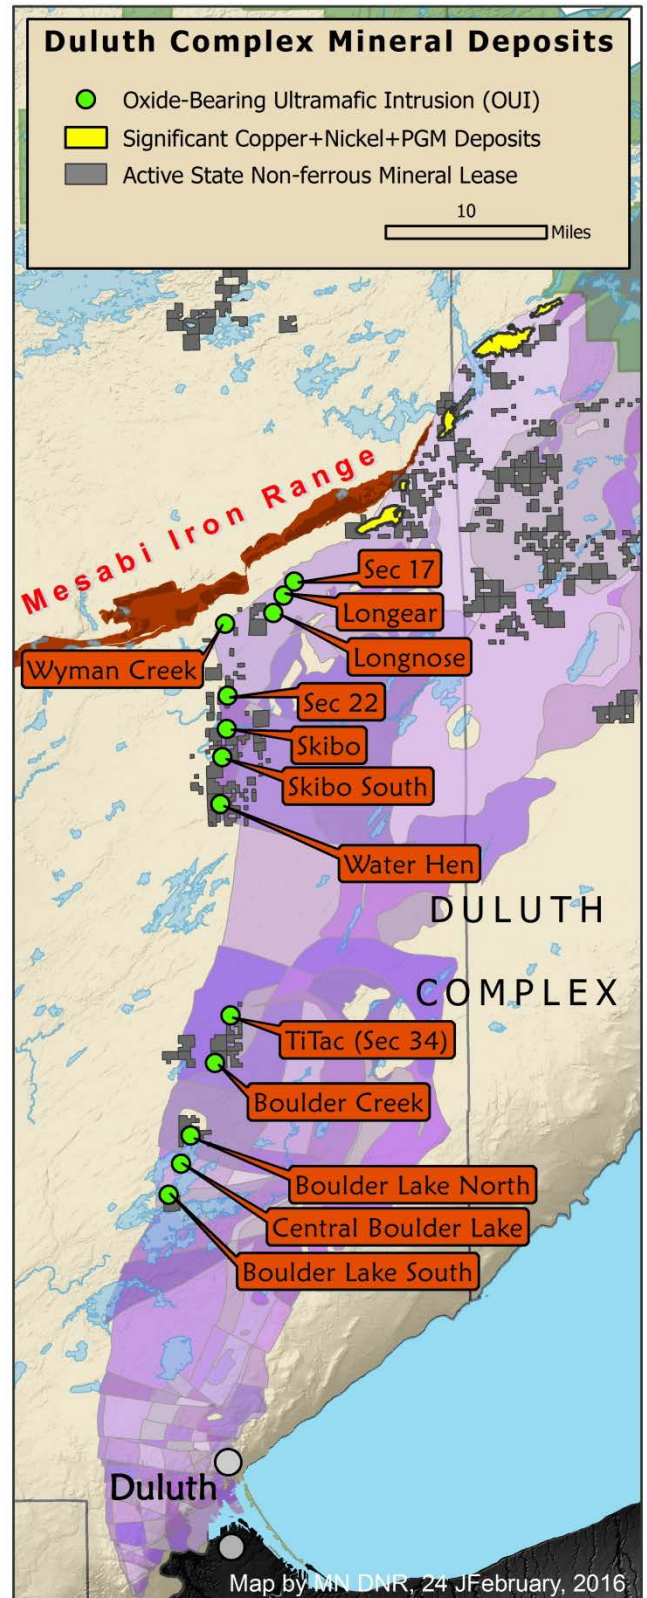 Duluth Complex Mineral Deposits
Oxide-Bearing Ultramafic Intrusion (OUI)
Significant Copper+Nickel+PGM Deposits
Active State Non-ferrous Mineral Lease
10
Miles
Mesabi Iron Range
Sec 17
Longear
Longnose
Wyman Creek
Sec 22
Skibo
Skibo South
Water Hen
DULUTH
COMPLEX
TiTac (Sec 34)
Boulder Creek
Boulder Lake North
Central Boulder Lake
Boulder Lake South
Duluth
Map by MN DNR, 24 JFebruary, 2016